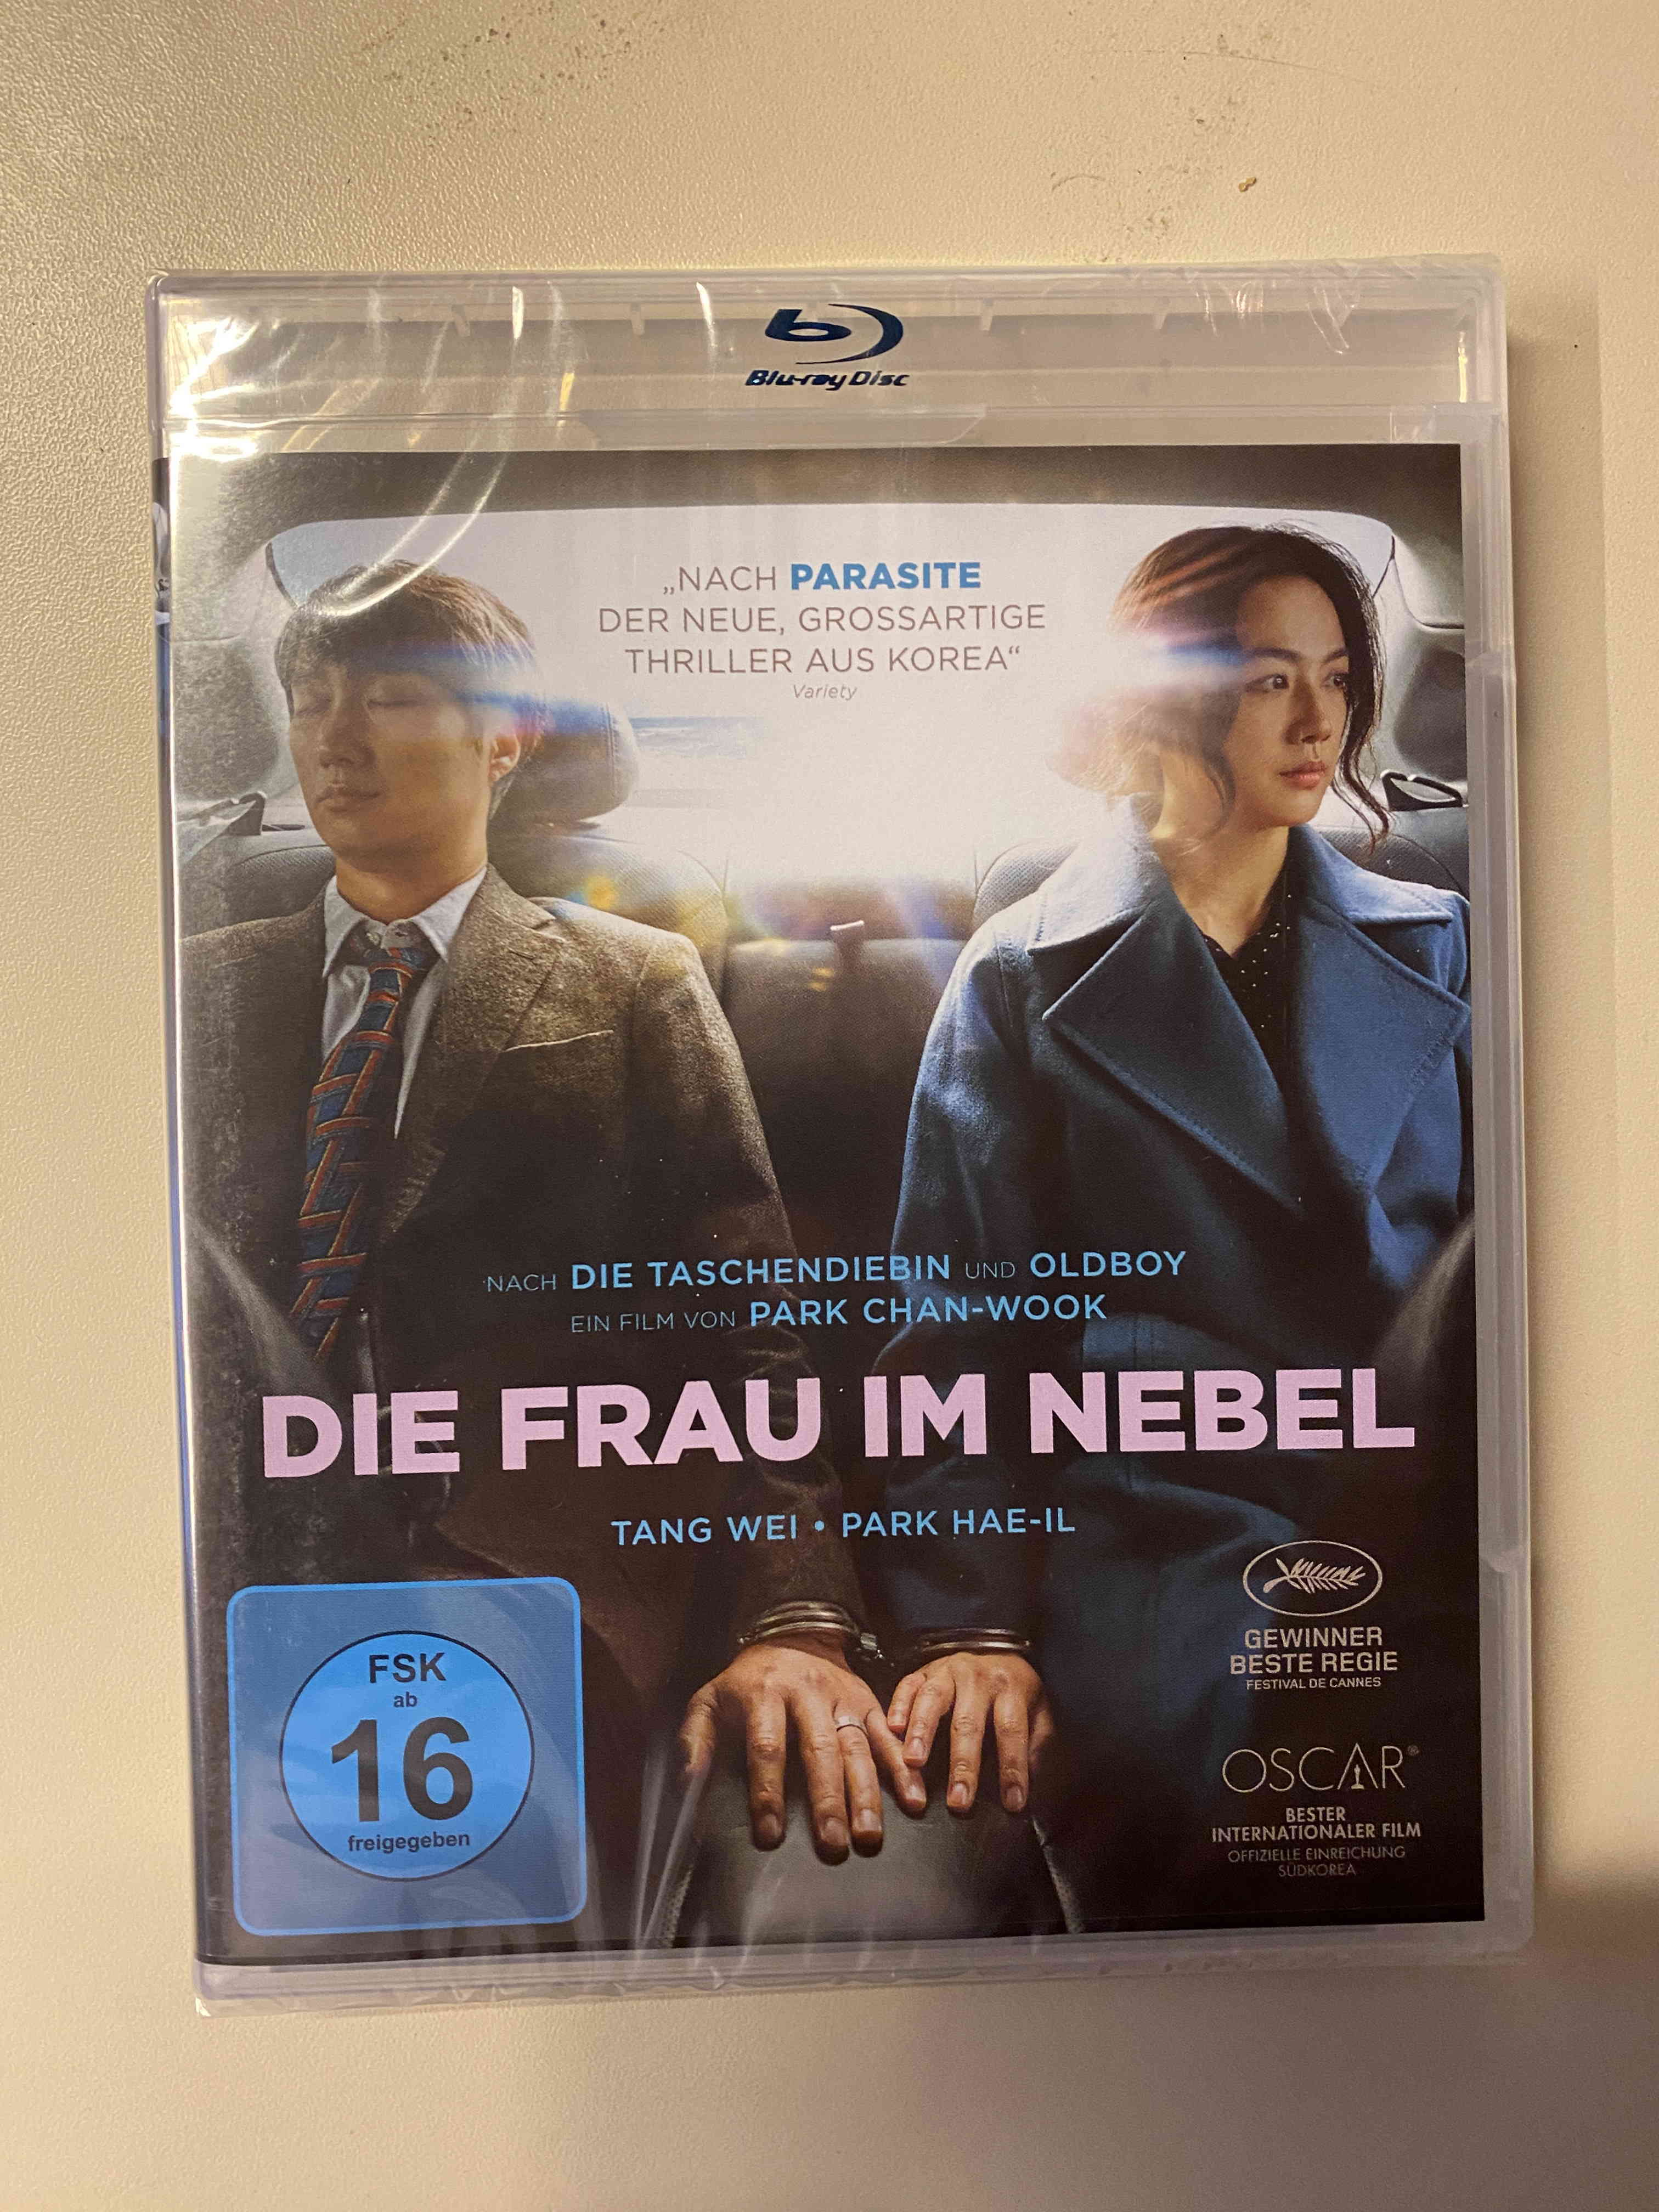 Blu-ray Disc
„NACH PARASITE
DER NEUE, GROSSARTIGE
THRILLER AUS KOREA“
Variety
NACH DIE TASCHENDIEBIN UND OLDBOY
EIN FILM VON PARK CHAN-WOOK
DIE FRAU IM NEBEL
TANG WEI • PARK HAE-IL
FSK
ab
16
freigegeben
GEWINNER
BESTE REGIE
FESTIVAL DE CANNES
OSCAR®
BESTER
INTERNATIONALER FILM
OFFIZIELLE EINREICHUNG
SÜDKOREA